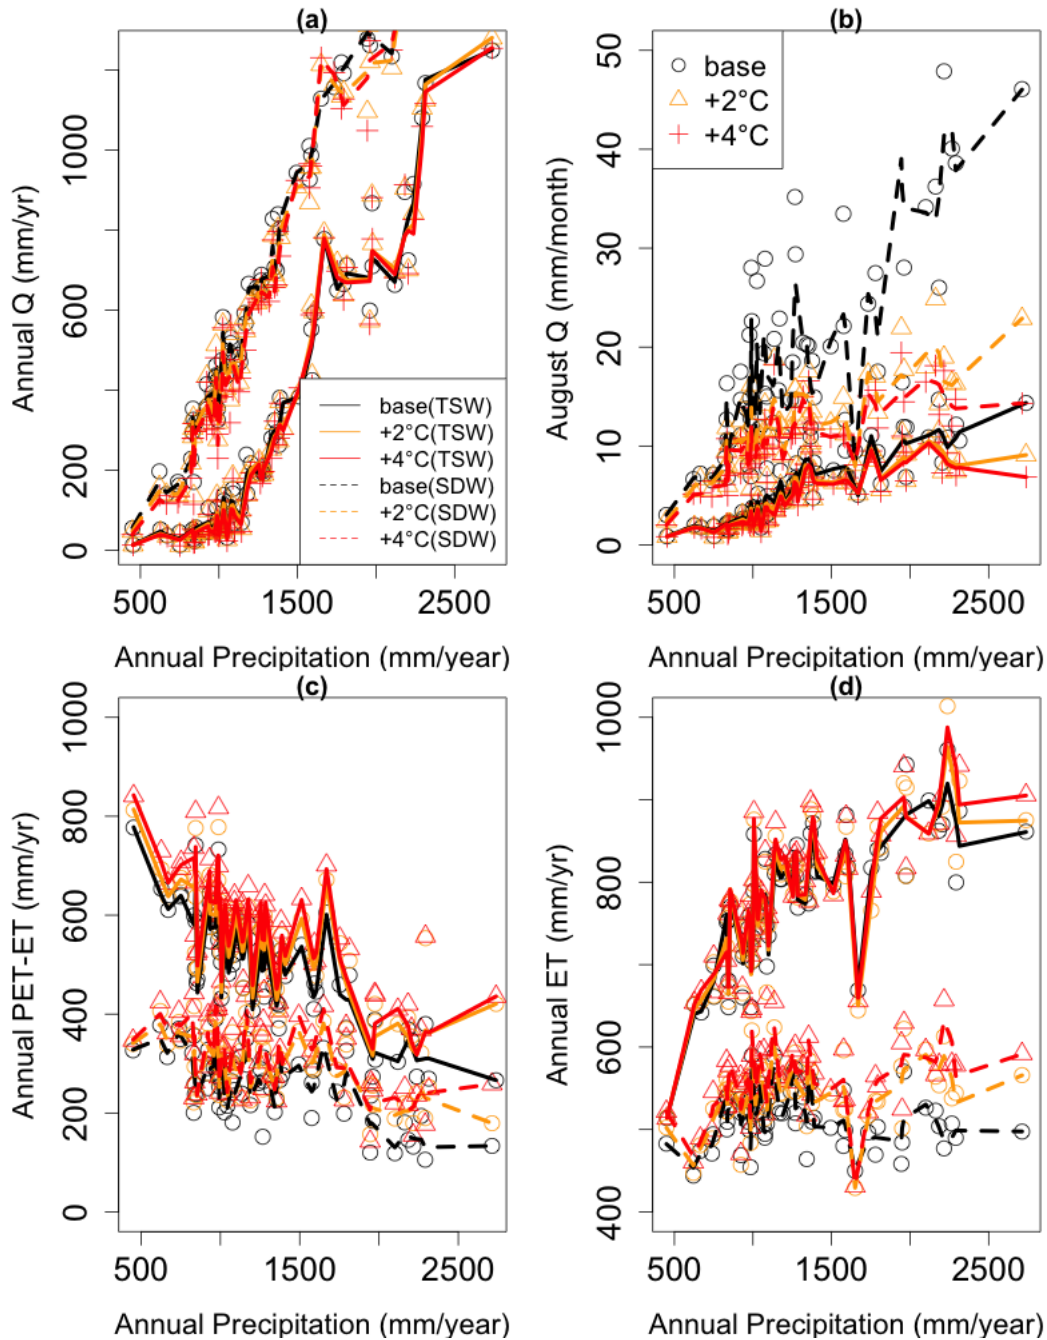 (a)
Annual Q (mm/yr)
0
200
600
1000
base(TSW)
+2°C(TSW)
+4°C(TSW)
base(SDW)
+2°C(SDW)
+4°C(SDW)
500
1500
2500
Annual Precipitation (mm/year)
(b)
August Q (mm/month)
0
10
20
30
40
50
base
+2°C
+4°C
500
1500
2500
Annual Precipitation (mm/year)
(c)
Annual PET-ET (mm/yr)
0
200
400
600
800
1000
500
1500
2500
Annual Precipitation (mm/year)
(d)
Annual ET (mm/yr)
400
600
800
1000
500
1500
2500
Annual Precipitation (mm/year)